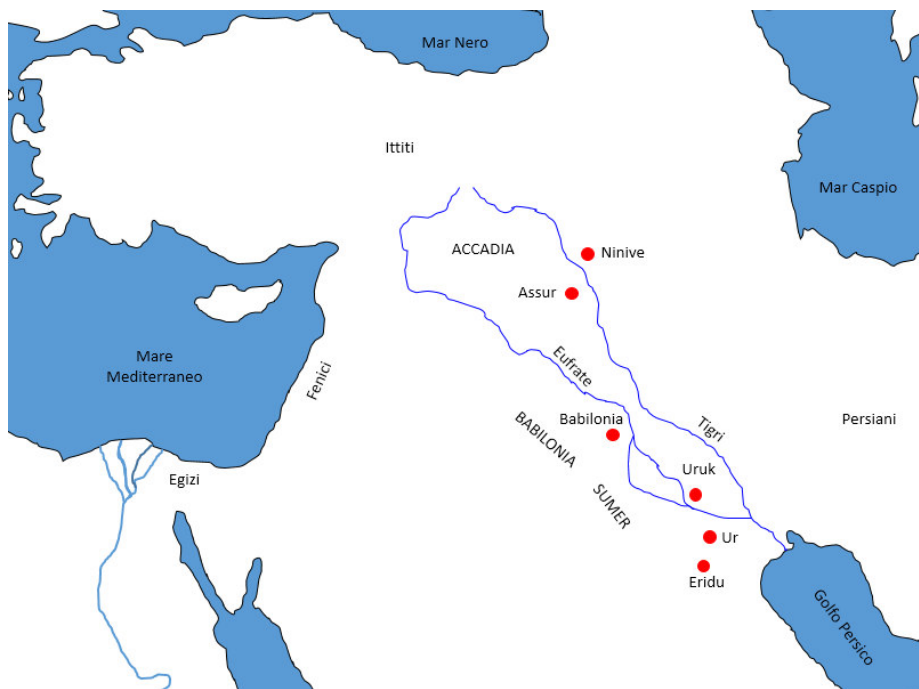 Mar Nero
Ittiti
Mar Caspio
ACCADIA
Ninive
Assur
Mare
Mediterraneo
Fenici
Eufrate
Babilonia
BABILONIA
Tigri
Persiani
Egizi
Uruk
SUMER
Ur
Eridu
Golfo Persico